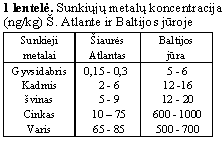 1 lentelė. Sunkiųjų metalų koncentracija
(ng/kg) Š. Atlante ir Baltijos jūroje
Sunkieji metalai Šiaurės Atlantas Baltijos jūra
Gyvsidabris 0,15 - 0,3 5 - 6
Kadmis 2 - 6 12 -16
švinas 5 - 9 12 - 20
Cinkas 10 – 75 600 - 1000
Varis 65 - 85 500 - 700